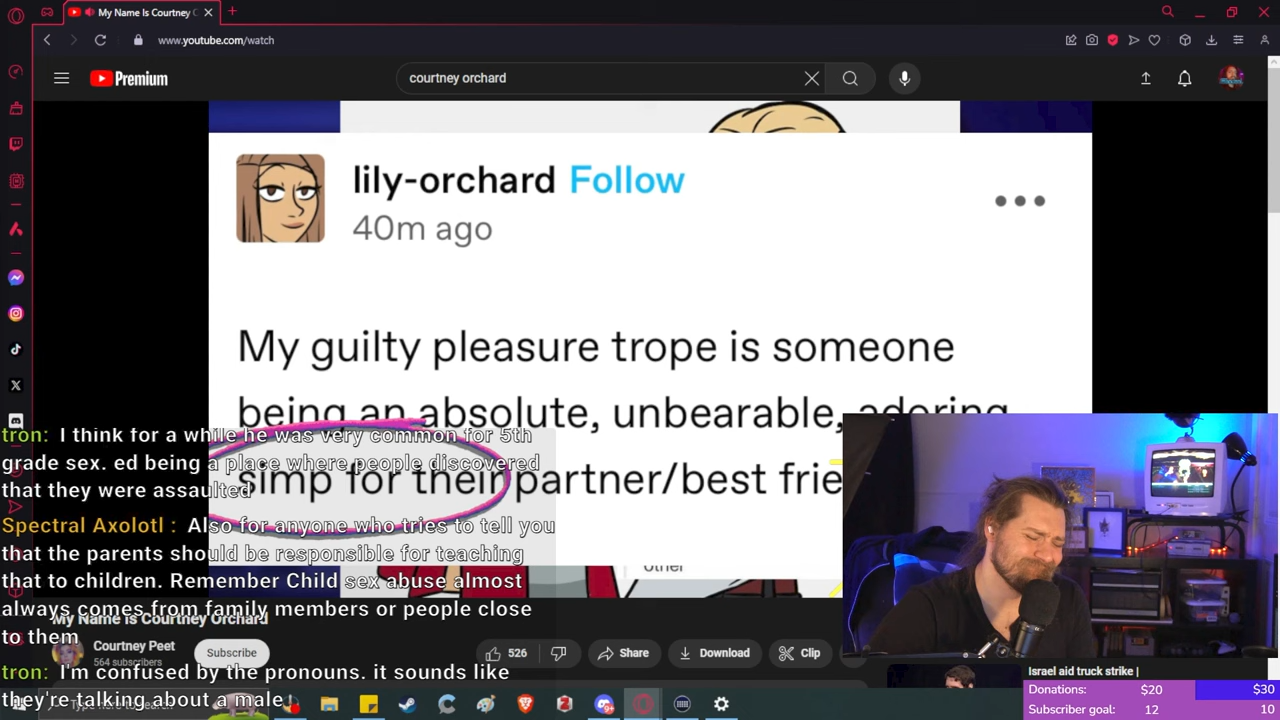 My Name Is Courtney O
www.youtube.com/watch
Premium
courtney orchard
lily-orchard Follow
40m ago
My guilty pleasure trope is someone
being an absolute, unbearable, adoring
simp for their partner/best frie
other
tron: I think for a while he was very common for 5th
grade sex. ed being a place where people discovered
that they were assaulted
Spectral Axolotl : Also for anyone who tries to tell you
that the parents should be responsible for teaching
that to children. Remember Child sex abuse almost
always comes from family members or people close
to them
tron: I'm confused by the pronouns. it sounds like
they're talking about a male
My Name is Courtney Orchard
Courtney Peet
564 subscribers
Subscribe
526
Share
Download
Clip
Israel aid truck strike |
Donations: $20 $30
Subscriber goal: 12 10